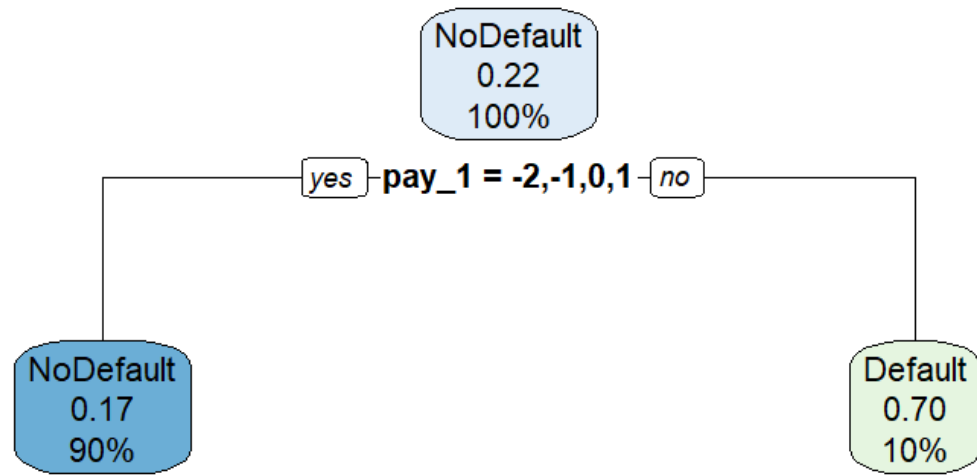 NoDefault
0.22
100%
yes pay_1 = -2,-1,0,1 no
NoDefault
0.17
90%
Default
0.70
10%